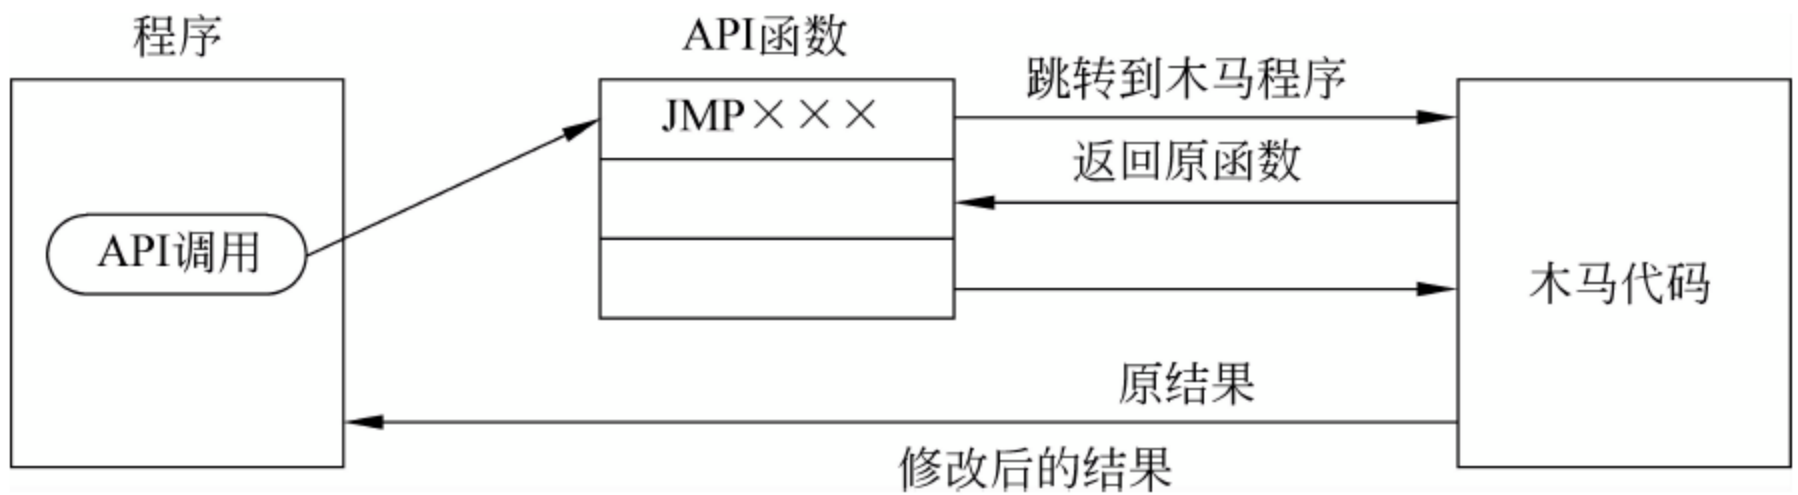 程序
API函数
JMP×××
跳转到木马程序
返回原函数
API调用
木马代码
原结果
修改后的结果